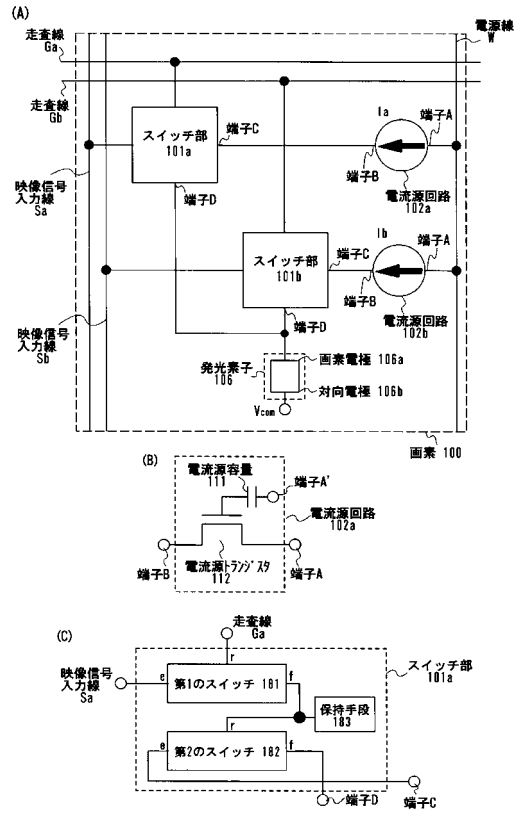 (A)
走査線
Ga
電源線
W
走査線
Gb
スイッチ部
101a
端子C
Ia
端子A
端子B
電流源回路
102a
端子D
映像信号
入力線
Sa
Ib
端子C
端子A
スイッチ部
101b
端子B
電流源回路
102b
端子D
映像信号
入力線
Sb
発光素子
106
画素電極 106a
対向電極 106b
Vcom
画素 100
(B)
電流源容量
111
端子A'
電流源回路
102a
端子B
電流源トランジスタ
112
端子A
(C)
走査線
Ga
映像信号
入力線
Sa
スイッチ部
101a
r
e
第1のスイッチ 181
f
保持手段
183
r
e
第2のスイッチ 182
f
端子D
端子C